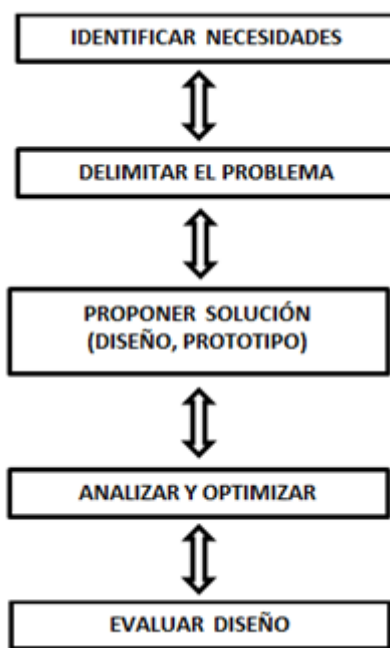 IDENTIFICAR NECESIDADES
DELIMITAR EL PROBLEMA
PROPONER SOLUCIÓN
(DISEÑO, PROTOTIPO)
ANALIZAR Y OPTIMIZAR
EVALUAR DISEÑO